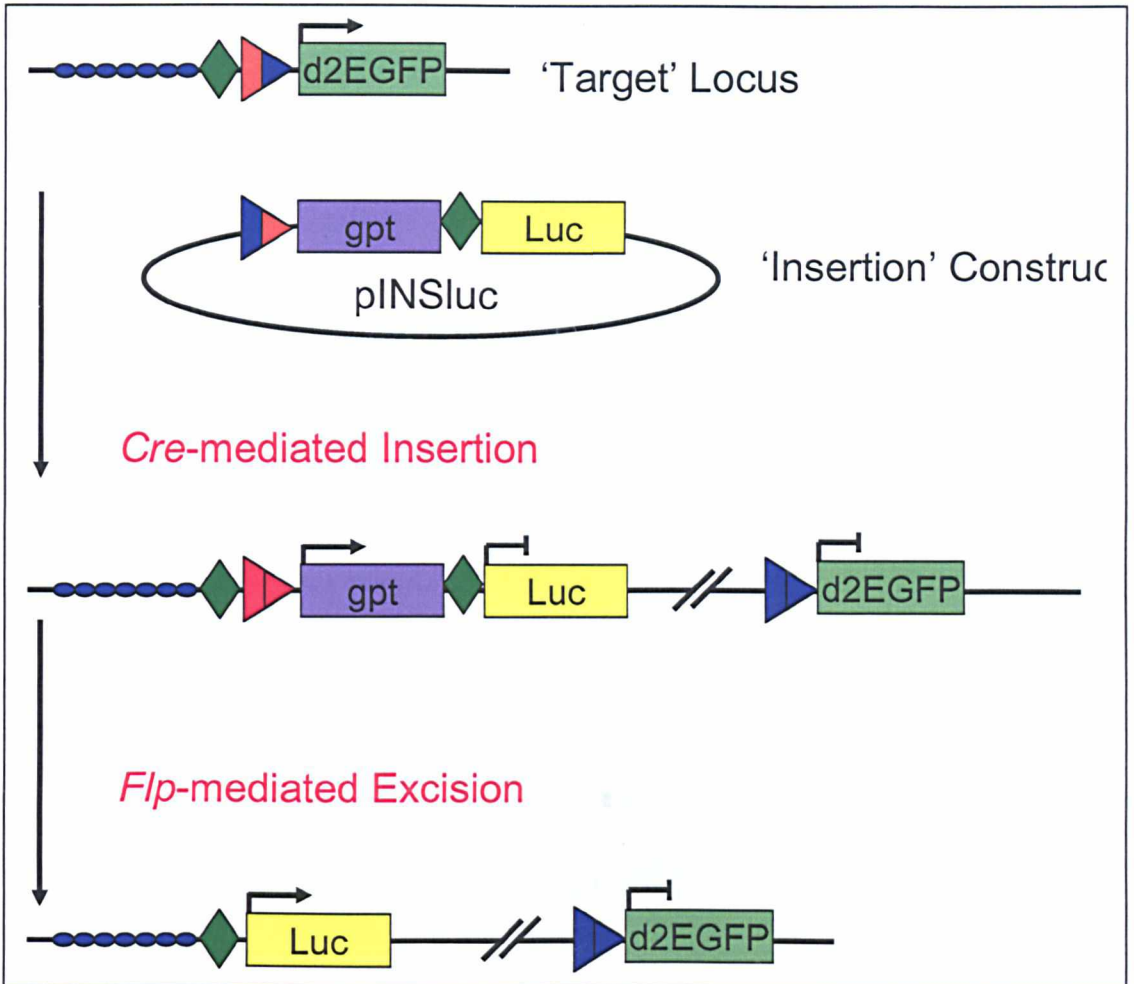 d2EGFP
'Target' Locus
gpt
Luc
'Insertion' Construc
pINSluc
Cre-mediated Insertion
gpt
Luc
d2EGFP
Flp-mediated Excision
Luc
d2EGFP